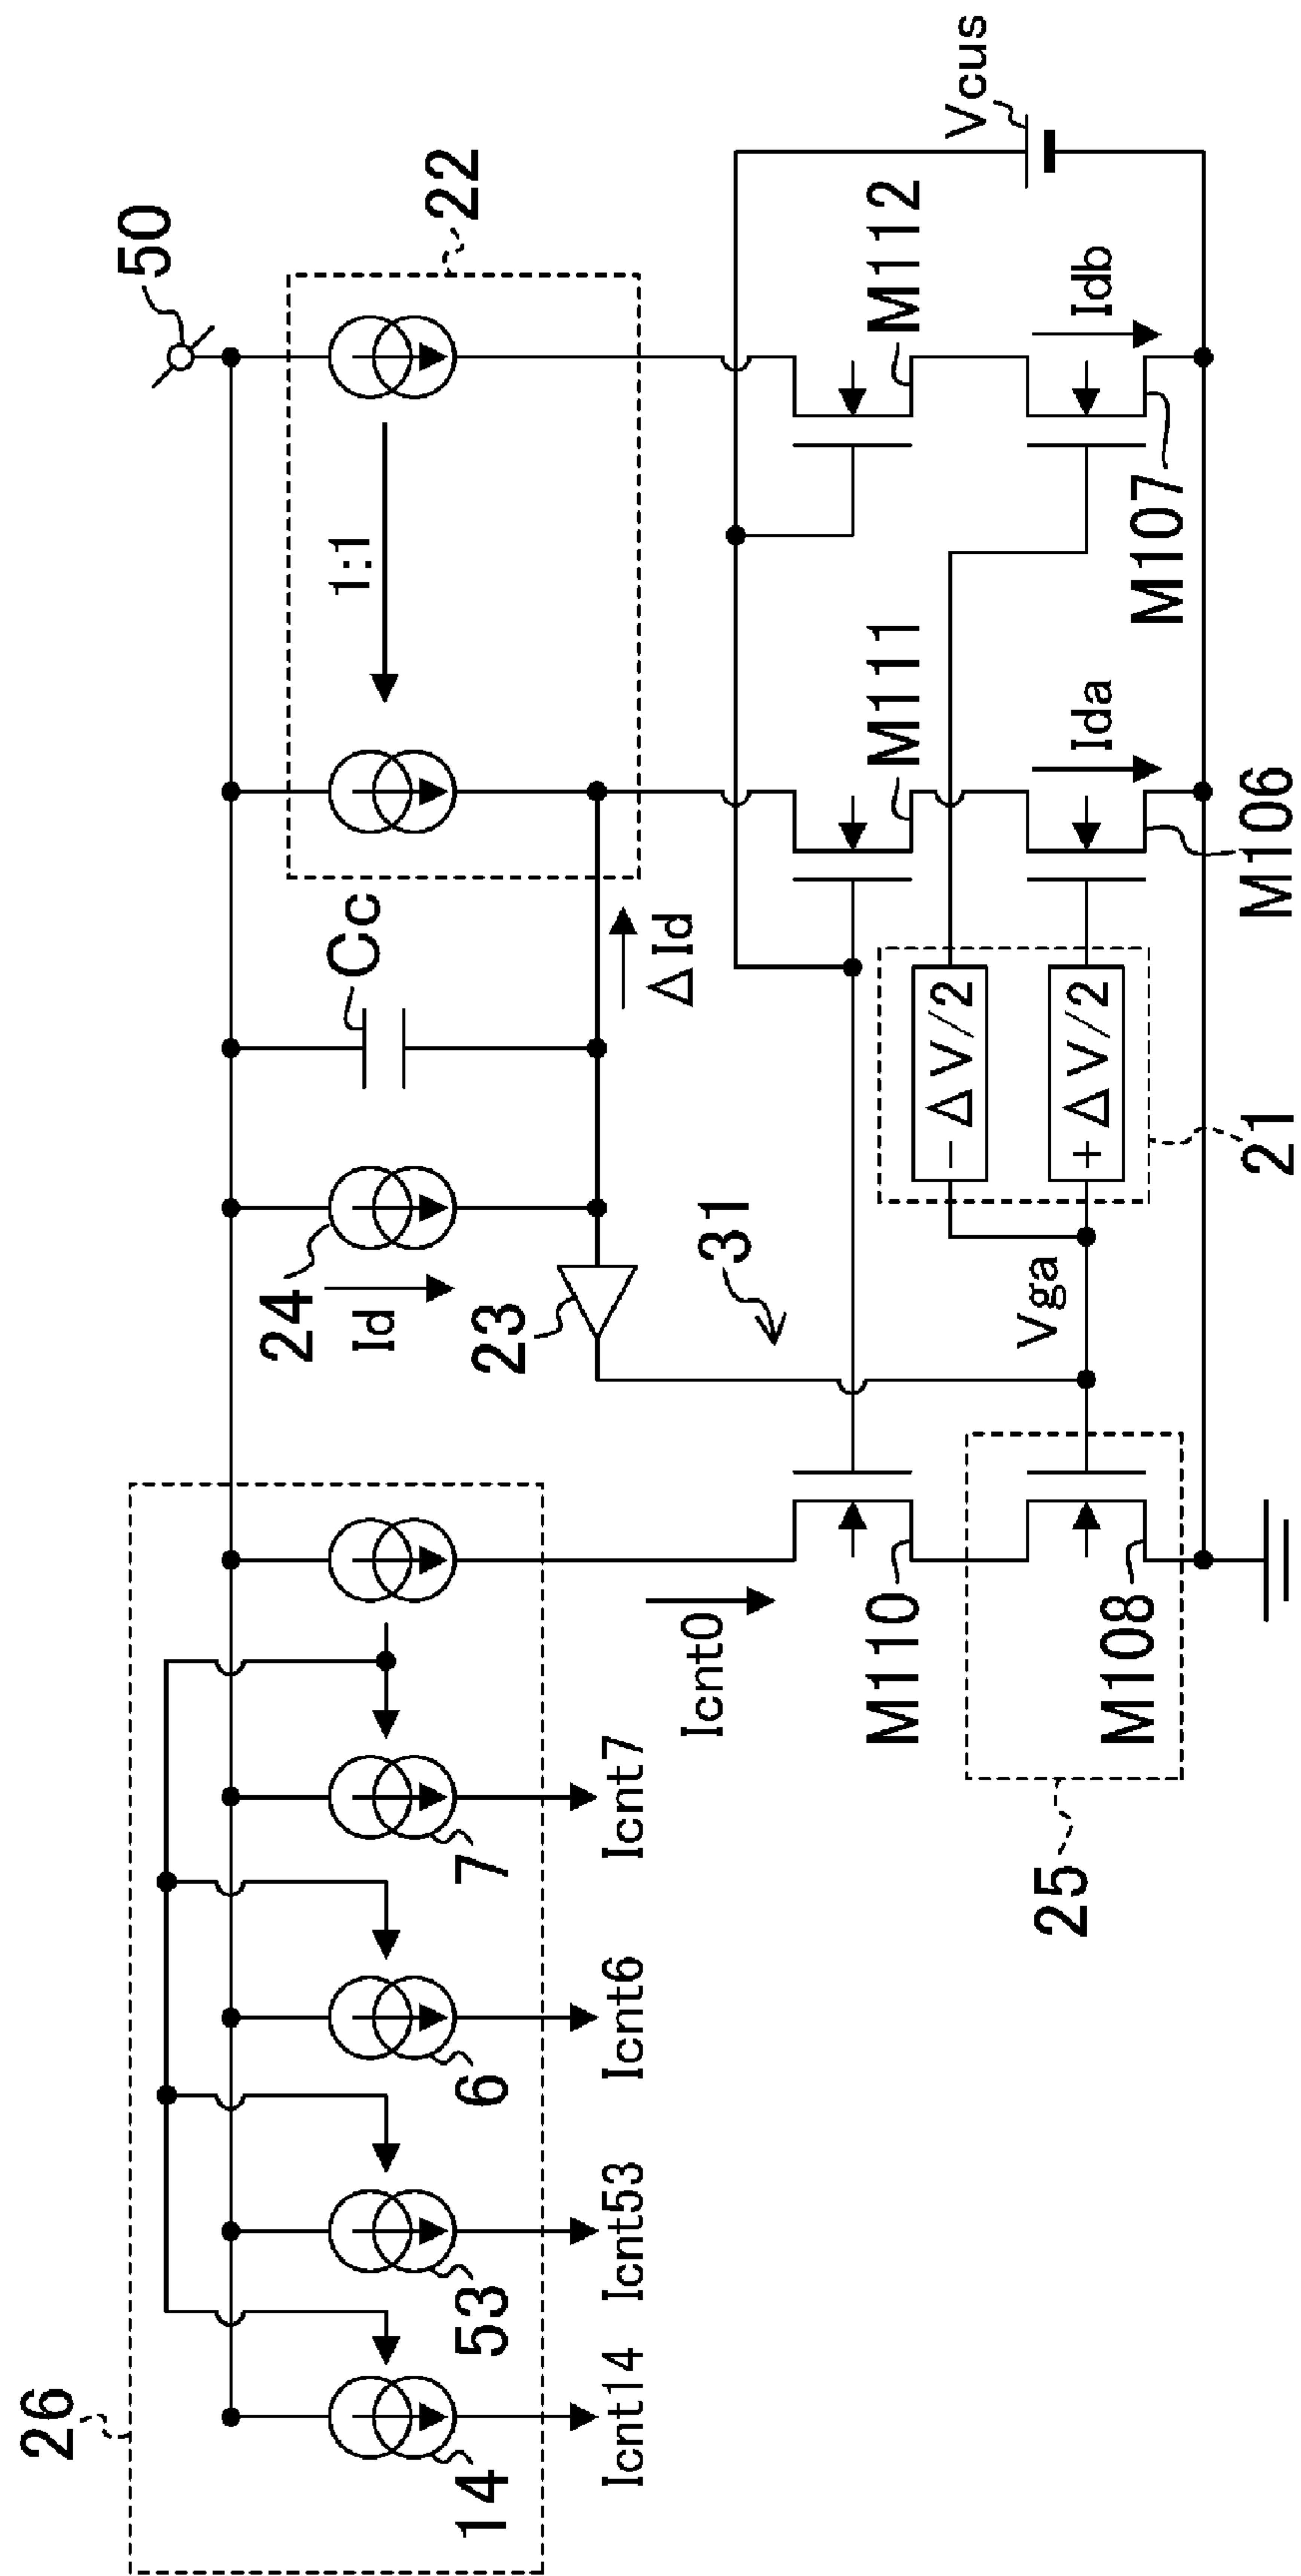 26
50
22
14
53
6
7
24
Id
Cc
1:1
23
Δ Id
Icnt14
Icnt53
Icnt6
Icnt7
Icnt0
31
Vcus
M110
M111
M112
-ΔV/2
+ΔV/2
Vga
Ida
Idb
25
M108
21
M106
M107